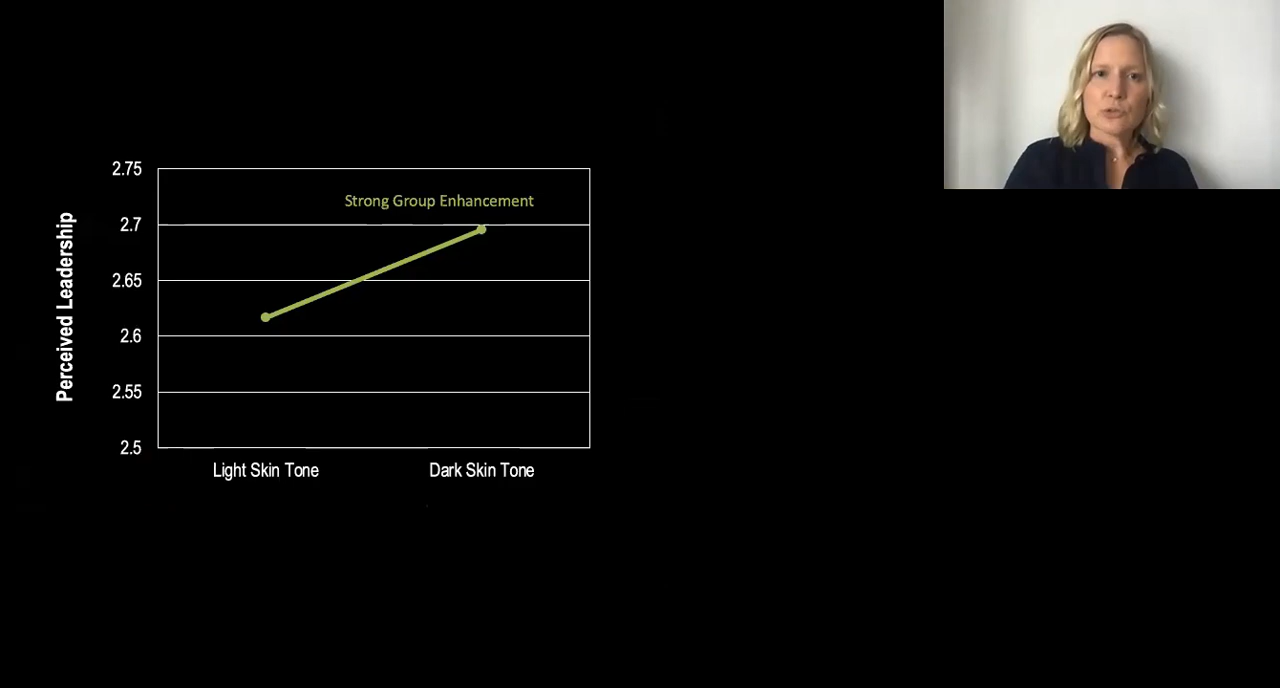 2.75
Strong Group Enhancement
2.7
2.65
2.6
2.55
2.5
Perceived Leadership
Light Skin Tone
Dark Skin Tone